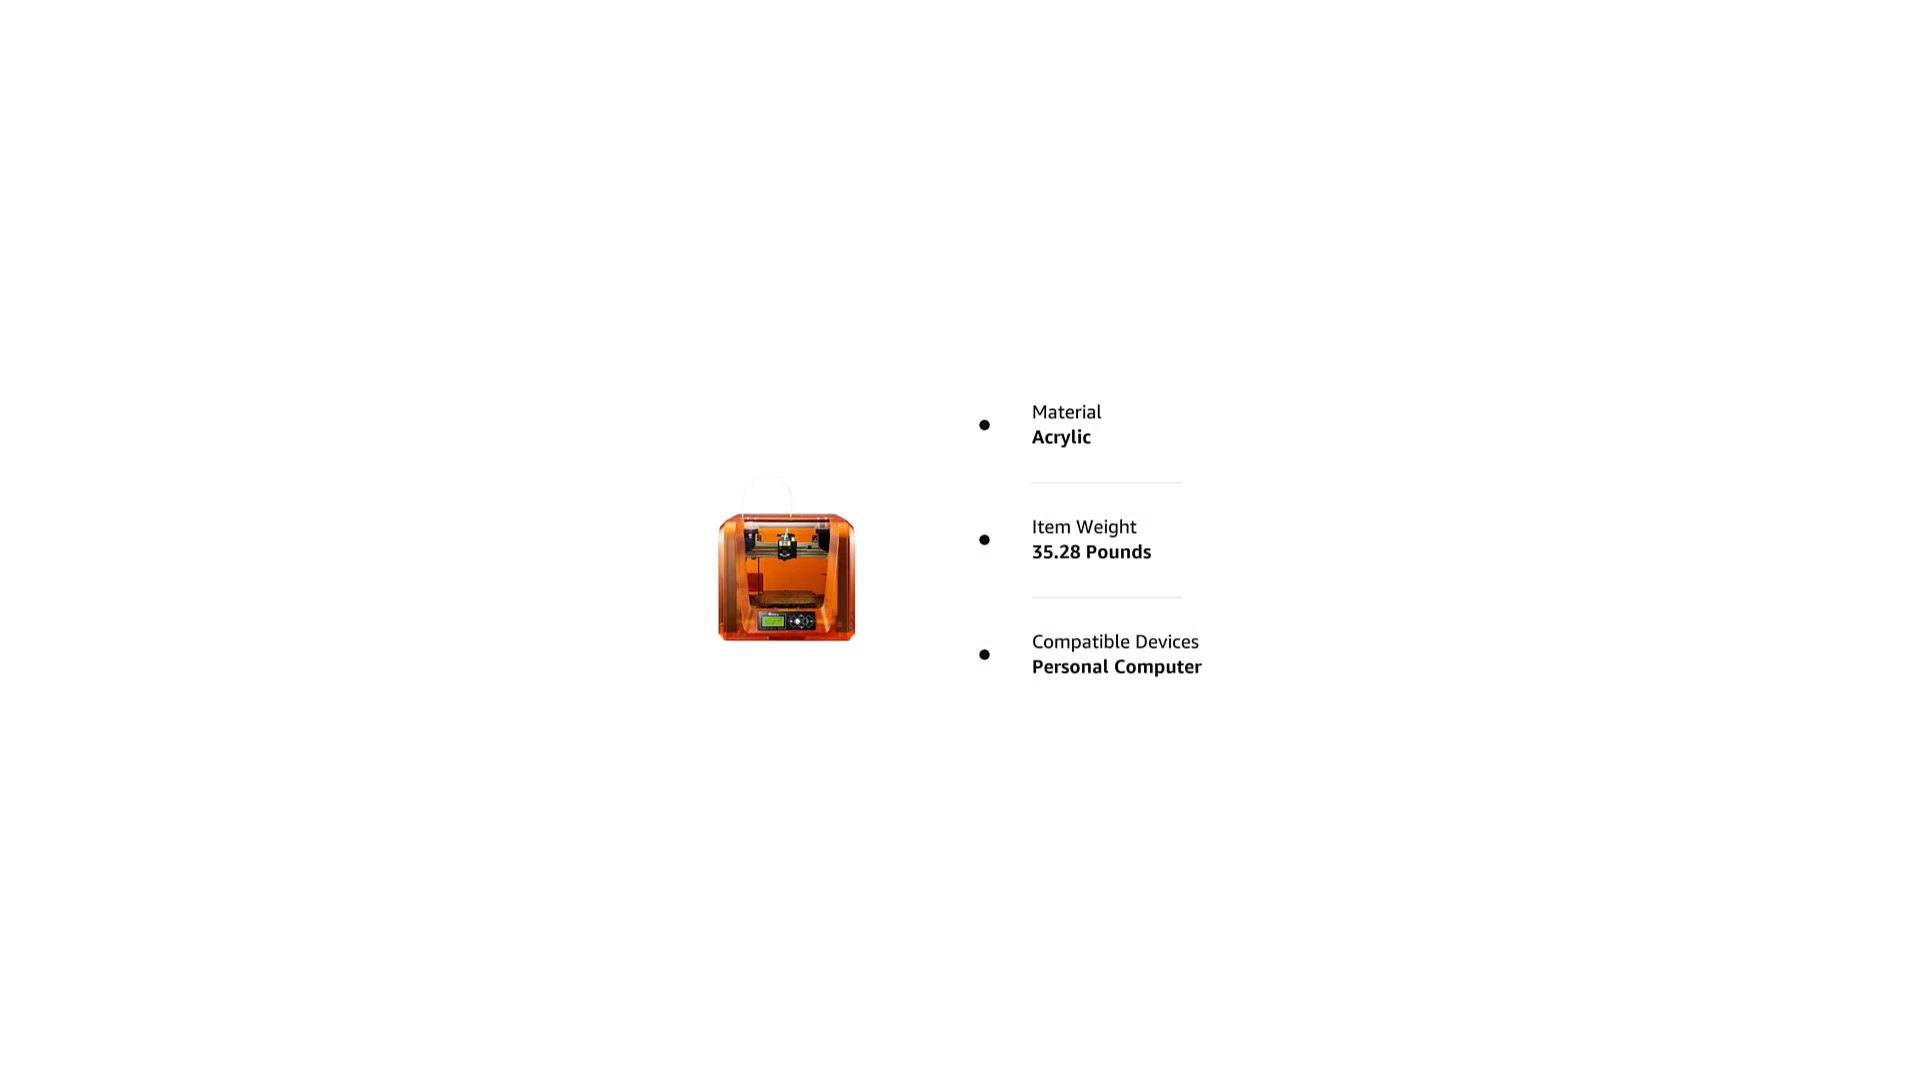 Material
Acrylic
Item Weight
35.28 Pounds
Compatible Devices
Personal Computer